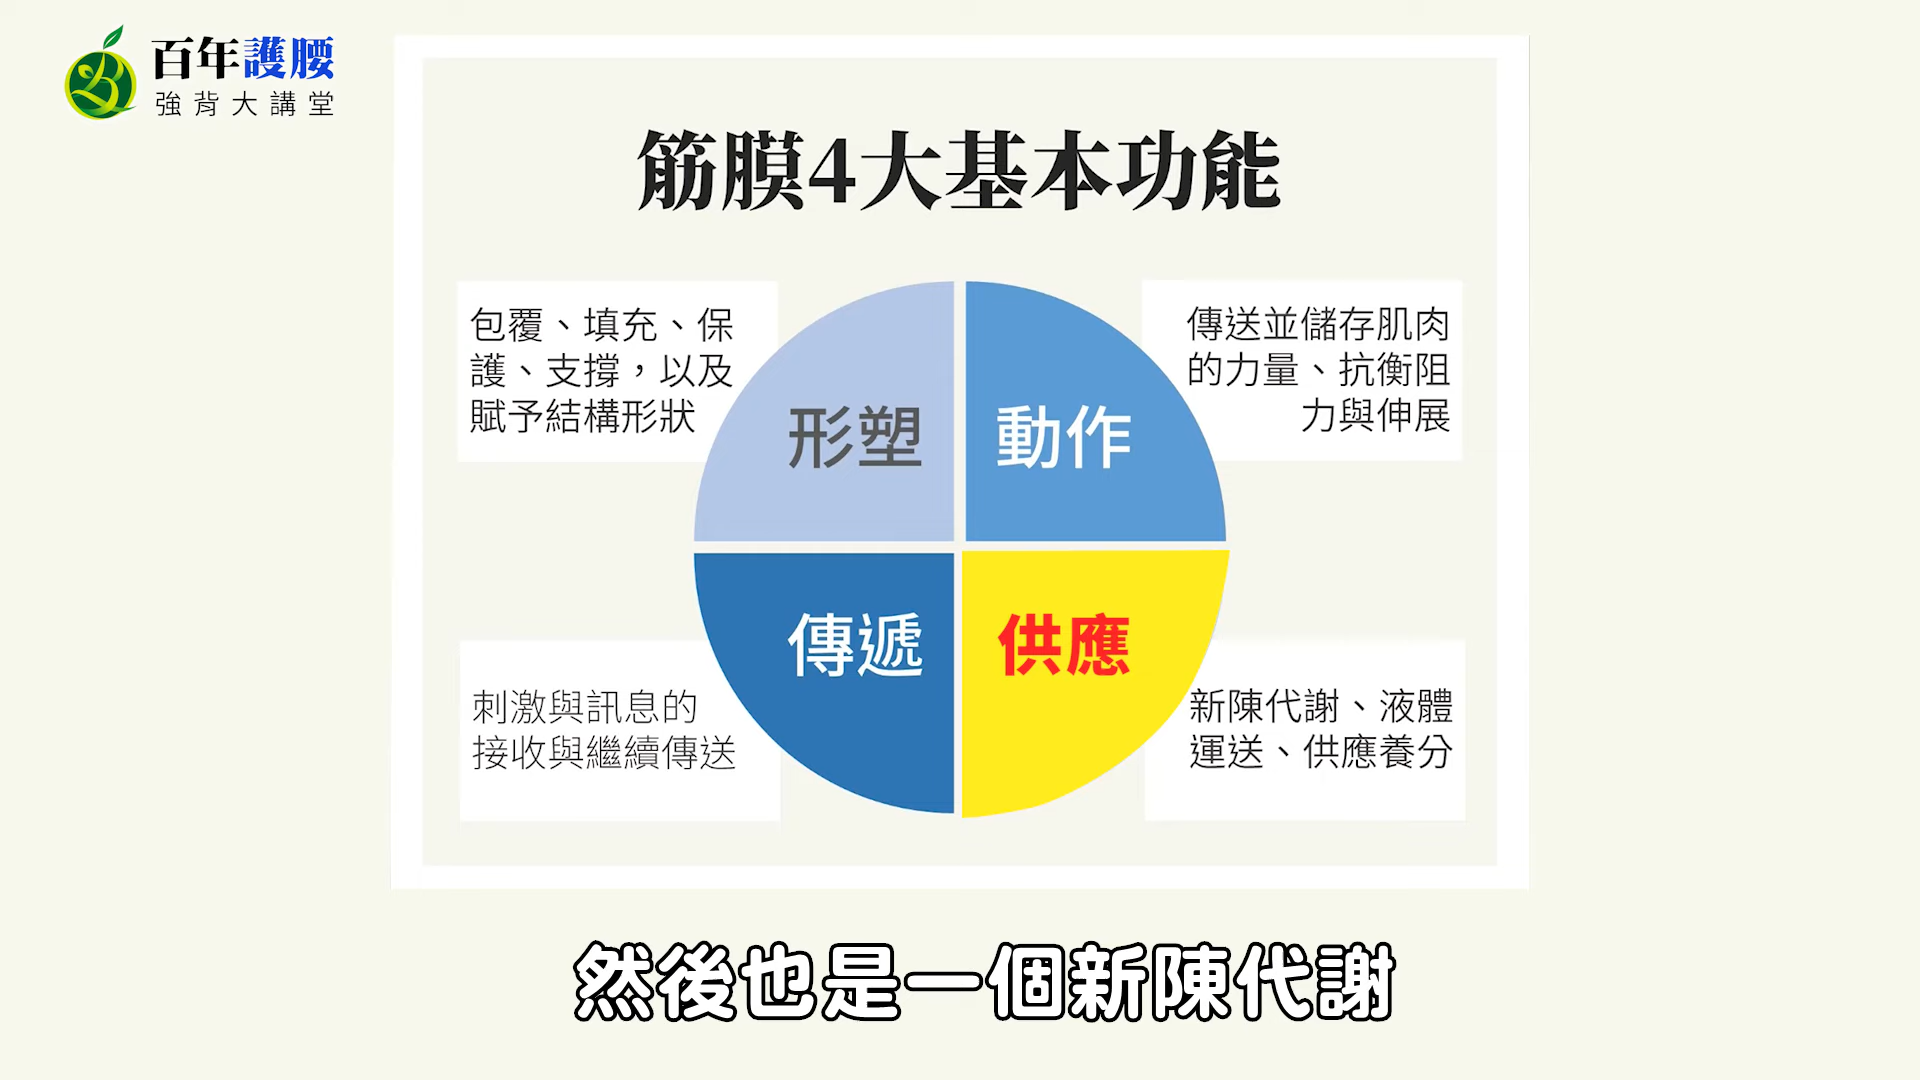 百年護腰
強背大講堂
筋膜4大基本功能
包覆、填充、保
護、支撐，以及
賦予結構形狀
形塑
動作
傳送並儲存肌肉
的力量、抗衡阻
力與伸展
傳遞
供應
刺激與訊息的
接收與繼續傳送
新陳代謝、液體
運送、供應養分
然後也是一個新陳代謝